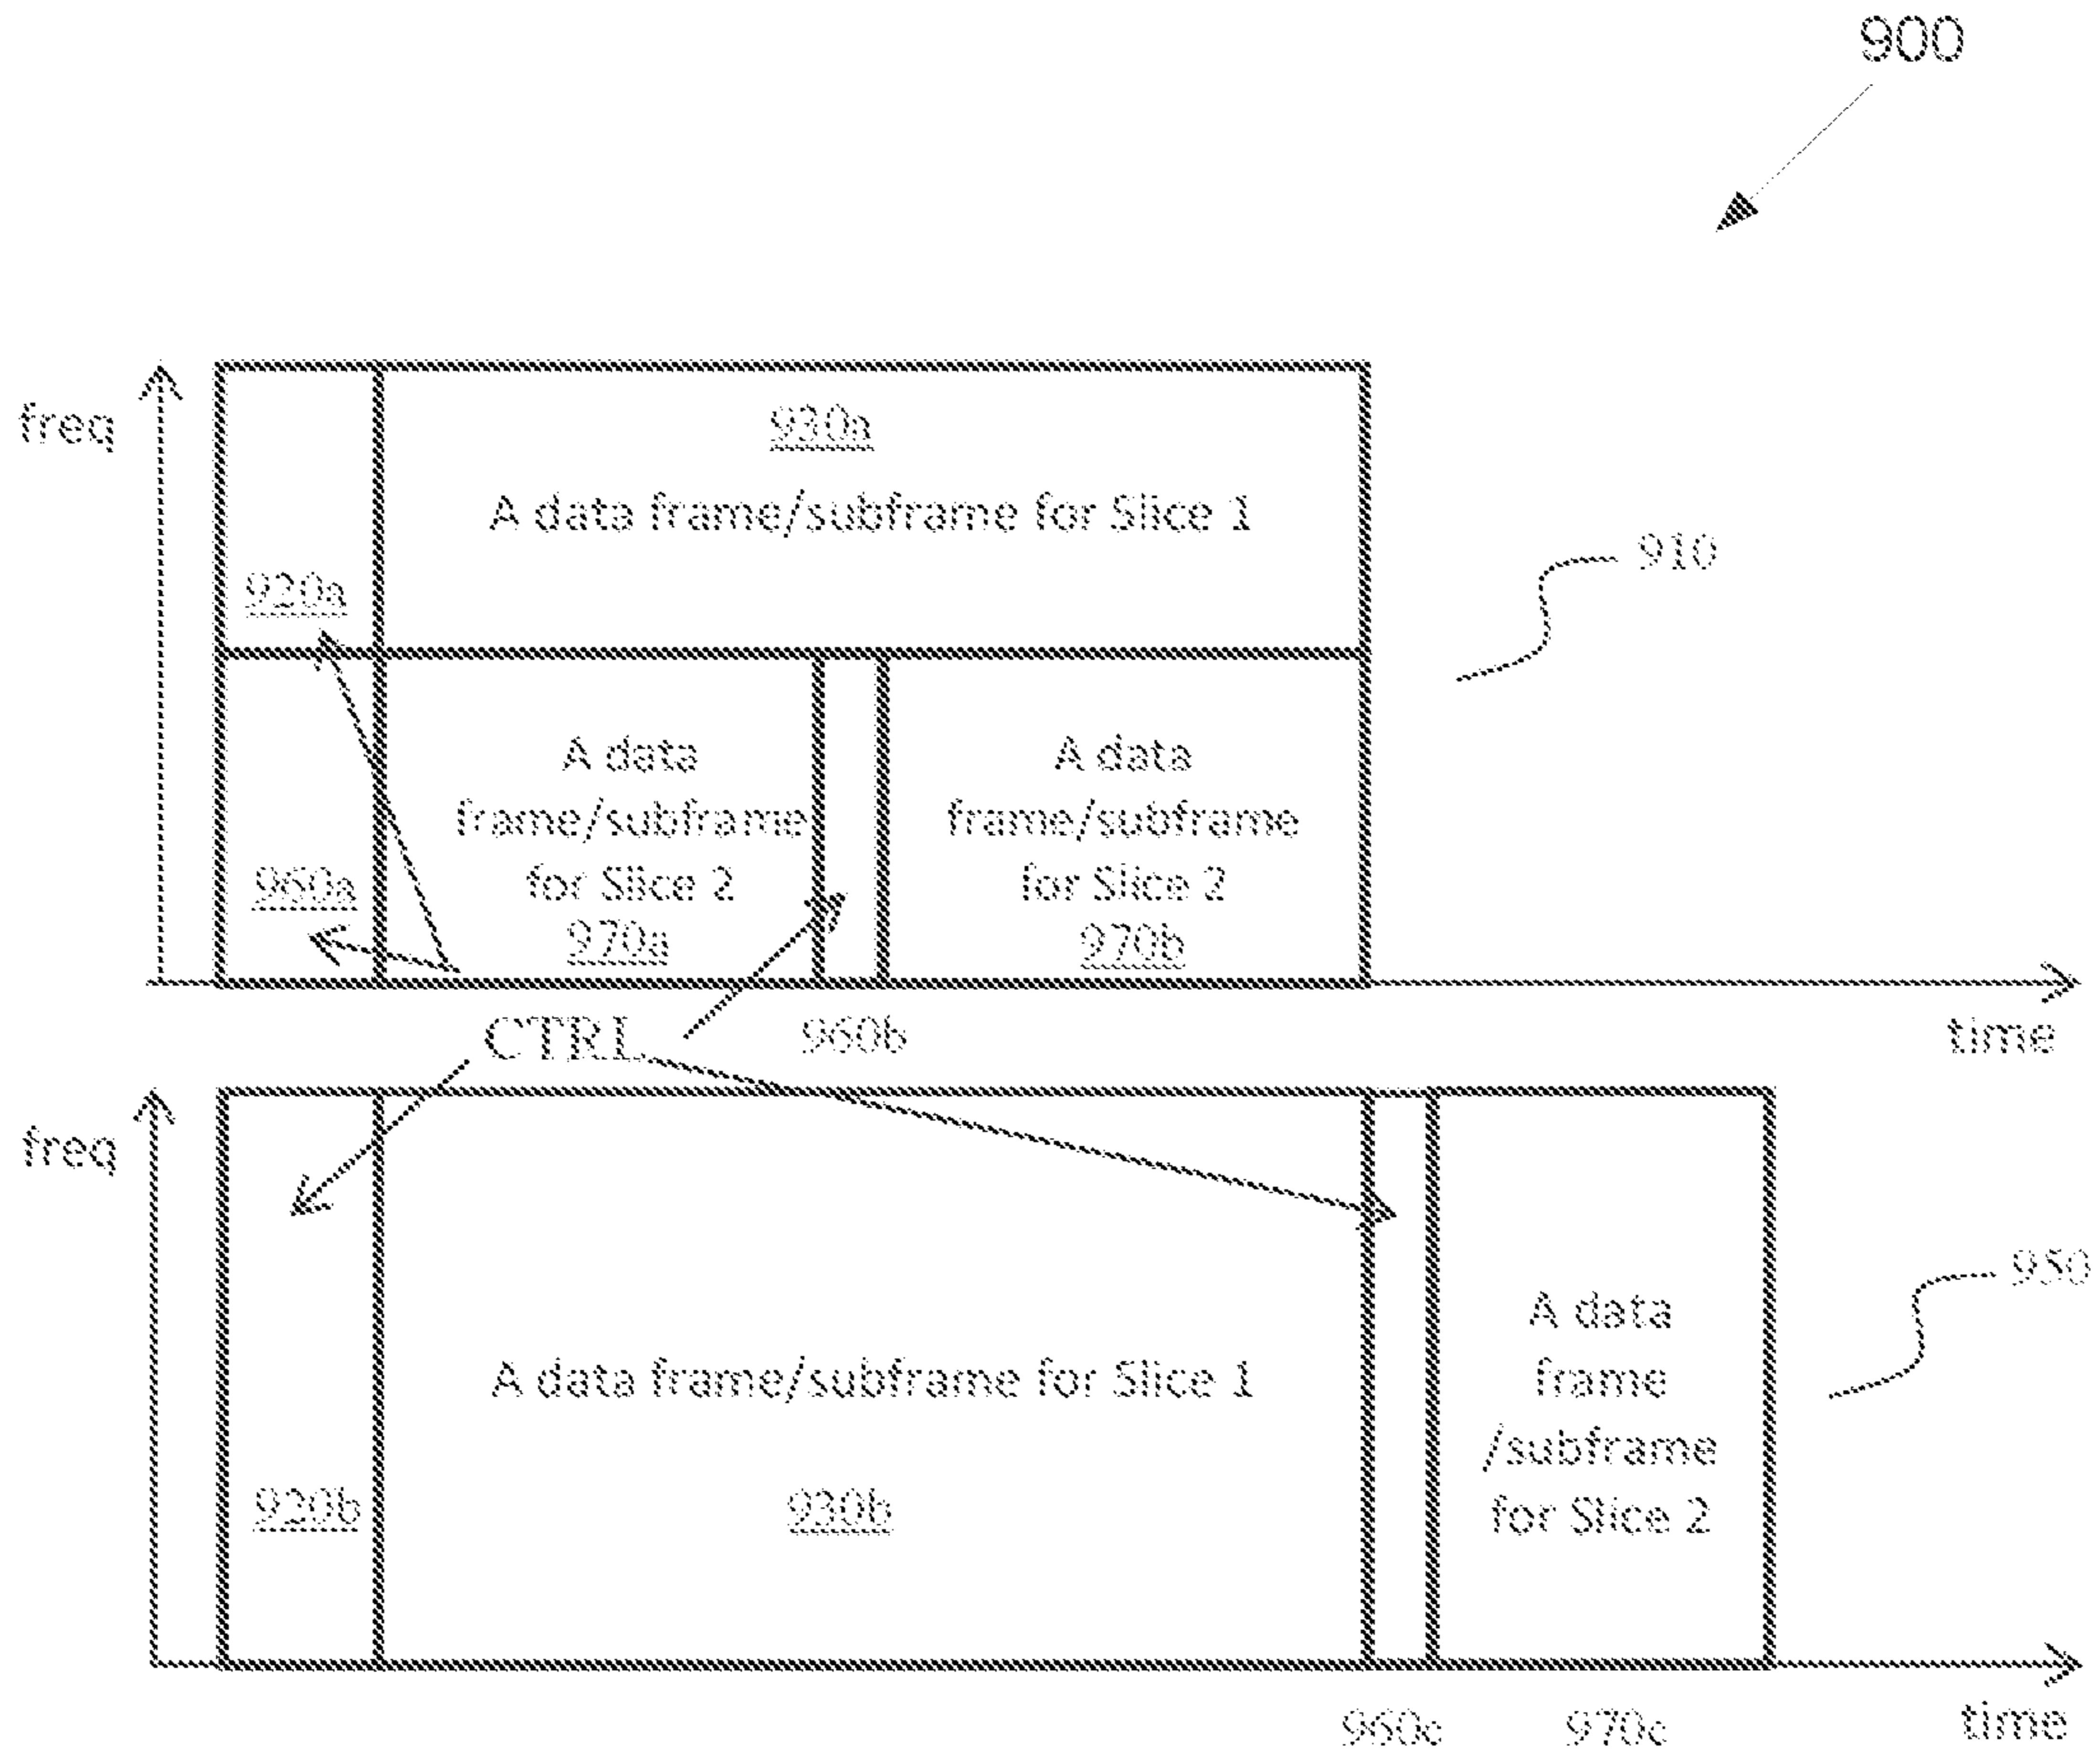 900
freq
930a
A data frame/subframe for Slice 1
910
920a
A data
frame/subframe
for Slice 2
970a
A data
frame/subframe
for Slice 2
970b
960a
CTRL
960b
time
freq
950
A data frame/subframe for Slice 1
A data
frame
/subframe
for Slice 2
920b
930b
960c
970c
time